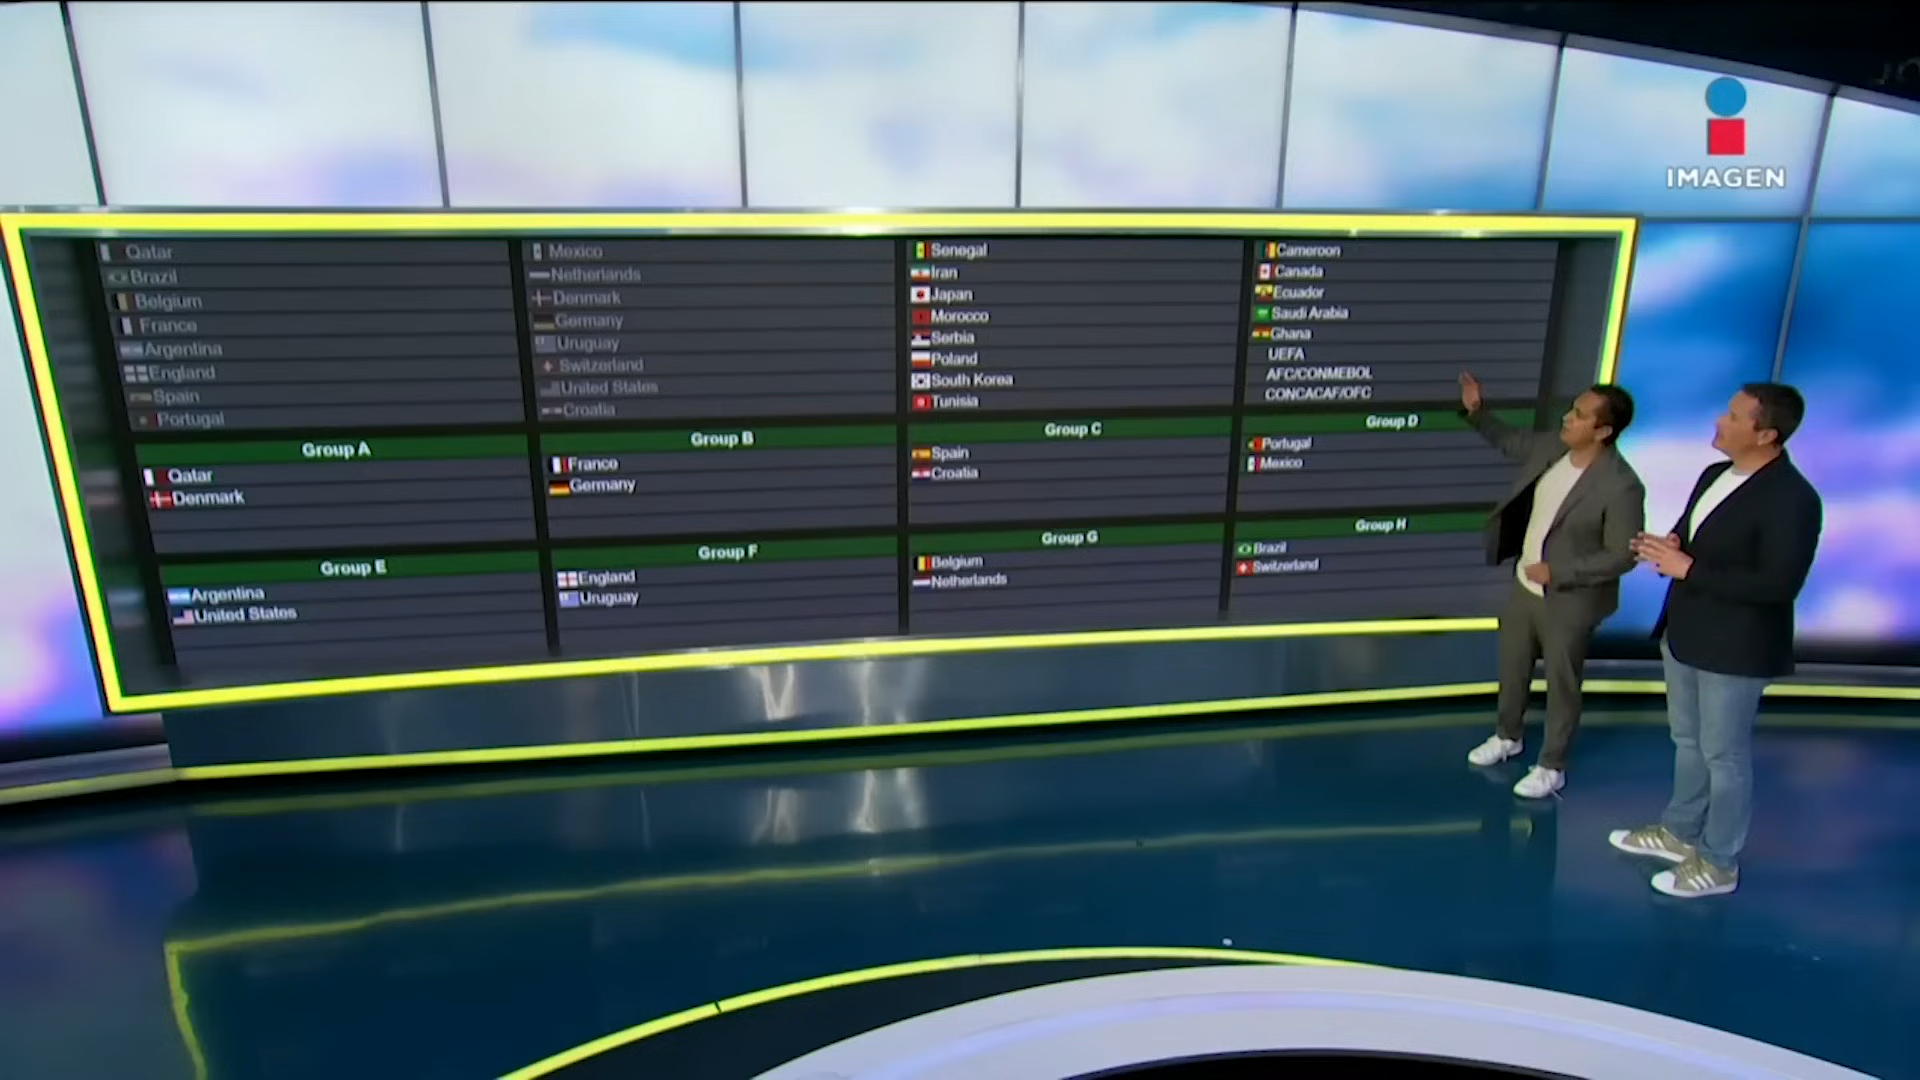 IMAGEN
Qatar
Brazil
Belgium
France
Argentina
England
Spain
Portugal
Mexico
Netherlands
Denmark
Germany
Uruguay
Switzerland
United States
Croatia
Senegal
Iran
Japan
Morocco
Serbia
Poland
South Korea
Tunisia
Cameroon
Canada
Ecuador
Saudi Arabia
Ghana
UEFA
AFC/CONMEBOL
CONCACAF/OFC
Group A
Qatar
Denmark
Group B
France
Germany
Group C
Spain
Croatia
Group D
Portugal
Mexico
Group E
Argentina
United States
Group F
England
Uruguay
Group G
Belgium
Netherlands
Group H
Brazil
Switzerland